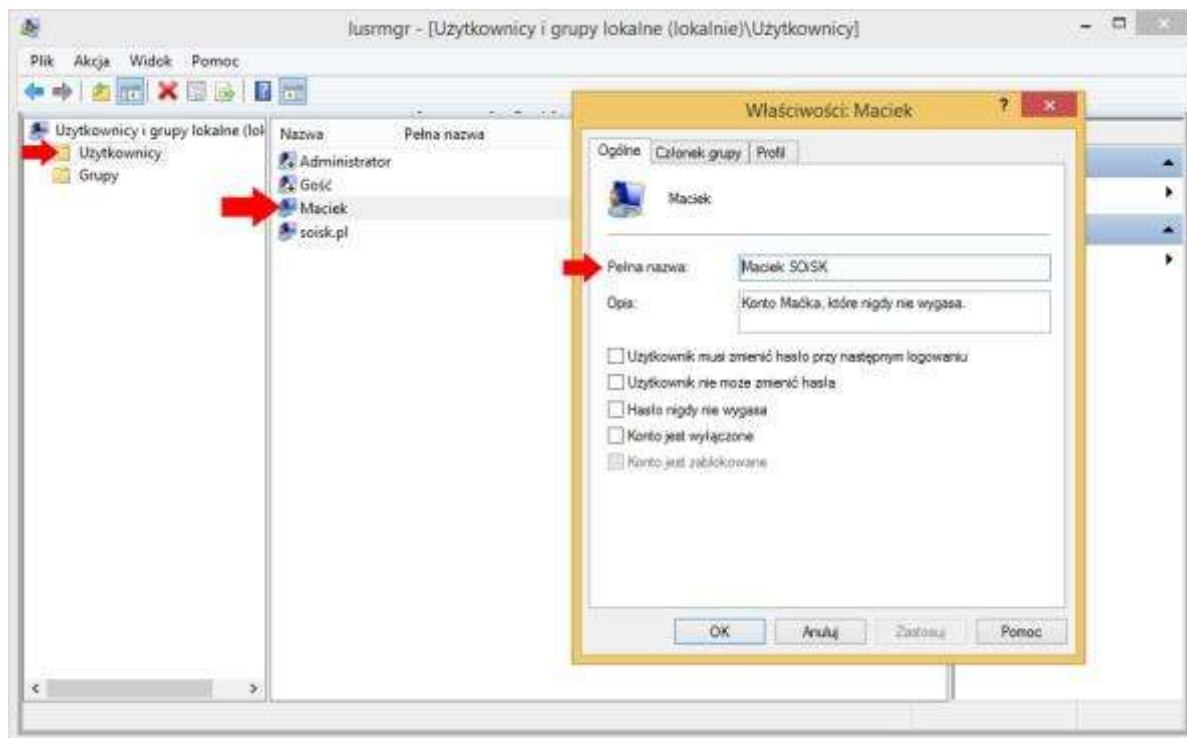 lusrmgr - [Użytkownicy i grupy lokalne (lokalnie)\Użytkownicy]
Plik Akcja Widok Pomoc
Użytkownicy i grupy lokalne (lok
Użytkownicy
Grupy
Nazwa Pełna nazwa
Administrator
Gość
Maciek
soisk.pl
Właściwości: Maciek
Ogólne Członek grupy Profil
Maciek
Pełna nazwa: Maciek SOiSK
Opis: Konto Maćka, które nigdy nie wygasa.
Użytkownik musi zmienić hasło przy następnym logowaniu
Użytkownik nie może zmienić hasła
Hasło nigdy nie wygasa
Konto jest wyłączone
Konto jest zablokowane
OK Anuluj Zastosuj Pomoc